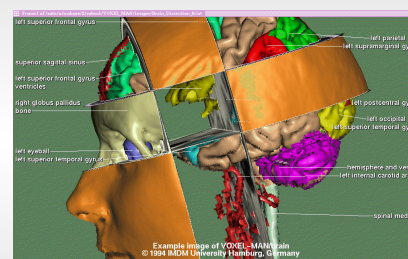 left superior frontal gyrus
superior sagittal sinus
left superior frontal gyrus
ventricles
right globus pallidus
bone
left eyeball
left superior temporal gyrus
left parietal
left supramarginal gy
left postcentral gy
left occipital
left superior temporal gy
hemisphere and ve
left internal carotid ar
spinal med
Example image of VOXEL-MAN/brain
© 1994 IMDM University Hamburg, Germany